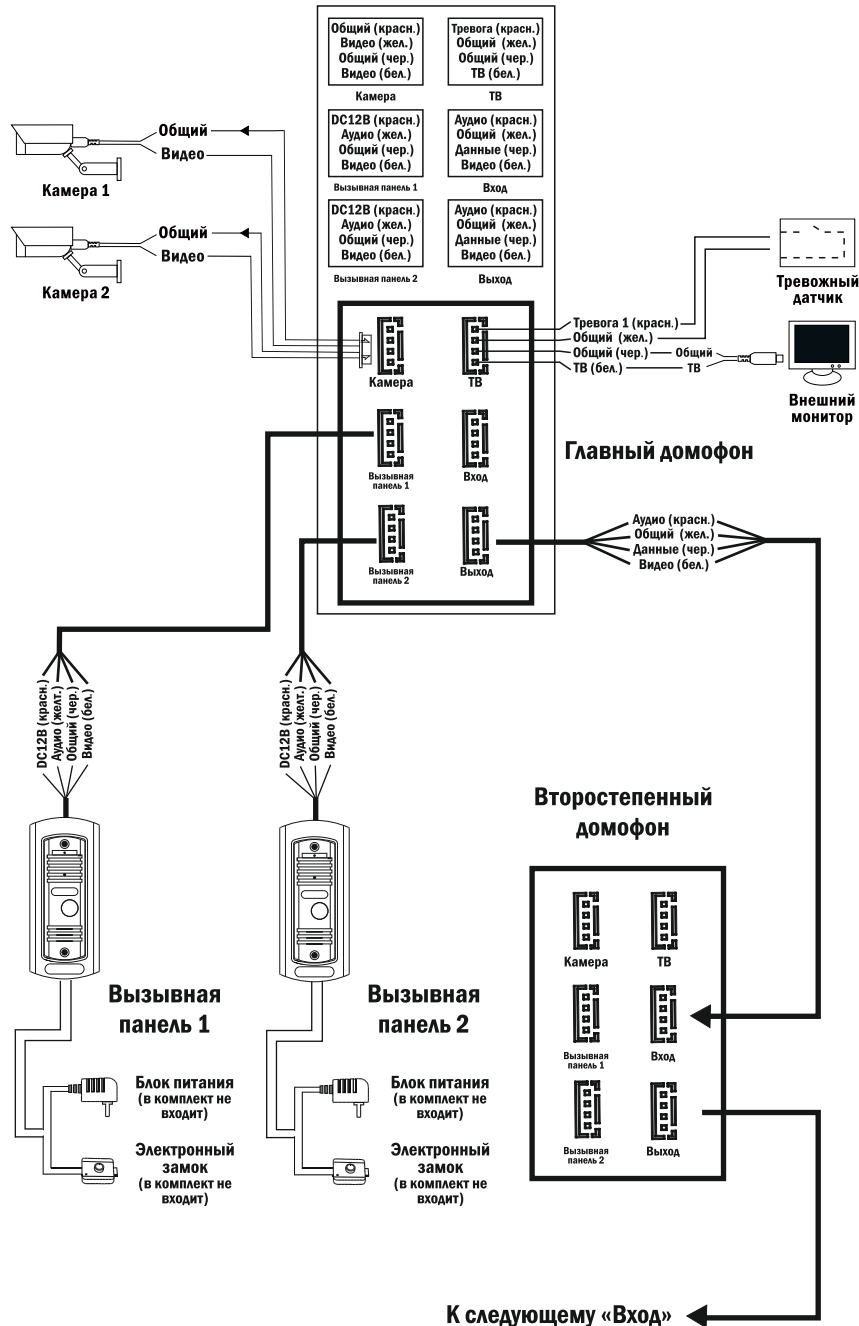 Общий (красн.)
Видео (жел.)
Общий (чер.)
Видео (бел.)
Камера
Тревога (красн.)
Общий (жел.)
Общий (чер.)
ТВ (бел.)
ТВ
DC12В (красн.)
Аудио (жел.)
Общий (чер.)
Видео (бел.)
Вызывная панель 1
Аудио (красн.)
Общий (жел.)
Данные (чер.)
Видео (бел.)
Вход
DC12В (красн.)
Аудио (жел.)
Общий (чер.)
Видео (бел.)
Вызывная панель 2
Аудио (красн.)
Общий (жел.)
Данные (чер.)
Видео (бел.)
Выход
Общий
Видео
Камера 1
Общий
Видео
Камера 2
Тревожный
датчик
Тревога 1 (красн.)
Общий (жел.)
Общий (чер.)
Общий
ТВ (бел.)
ТВ
Внешний
монитор
Камера
ТВ
Вызывная
панель 1
Вход
Вызывная
панель 2
Выход
Главный домофон
Аудио (красн.)
Общий (жел.)
Данные (чер.)
Видео (бел.)
DC12В (красн.)
Аудио (желт.)
Общий (чер.)
Видео (бел.)
DC12В (красн.)
Аудио (жел.)
Общий (чер.)
Видео (бел.)
Второстепенный
домофон
Камера
ТВ
Вызывная
панель 1
Вход
Вызывная
панель 2
Выход
Вызывная
панель 1
Вызывная
панель 2
Блок питания
(в комплект не
входит)
Электронный
замок
(в комплект не
входит)
Блок питания
(в комплект не
входит)
Электронный
замок
(в комплект не
входит)
К следующему «Вход»